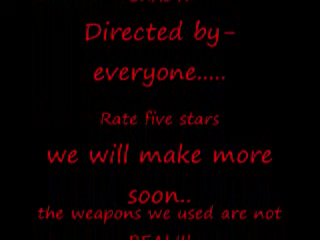 Directed by-
everyone.....
Rate five stars
we will make more
soon..
the weapons we used are not